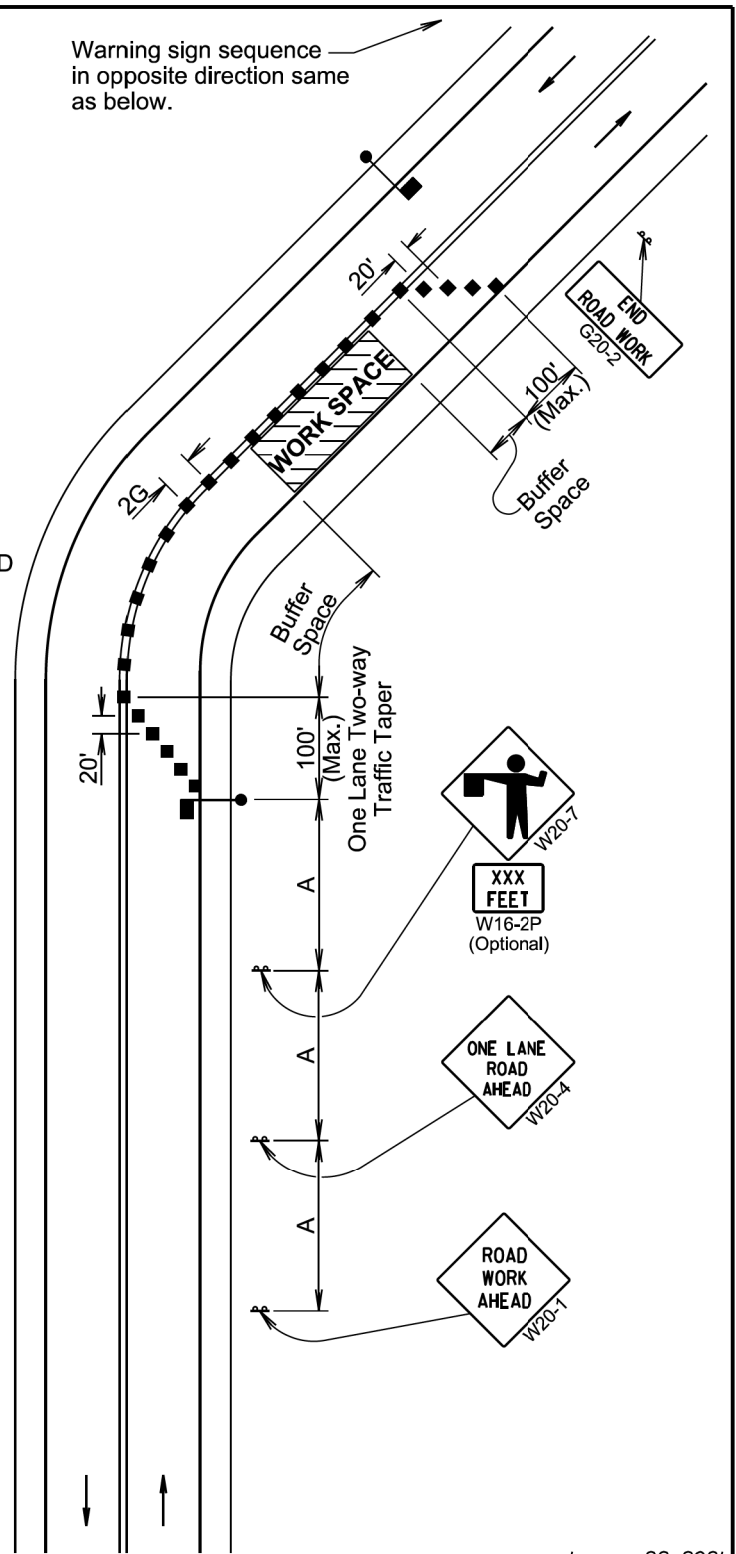 Warning sign sequence
in opposite direction same
as below.
20'
END
ROAD WORK
G20-2
100'
(Max.)
WORK SPACE
Buffer
Space
2G
D
Buffer
Space
20'
100'
(Max.)
One Lane Two-way
Traffic Taper
W20-7
XXX
FEET
W16-2P
(Optional)
A
A
ONE LANE
ROAD
AHEAD
W20-4
A
ROAD
WORK
AHEAD
W20-1